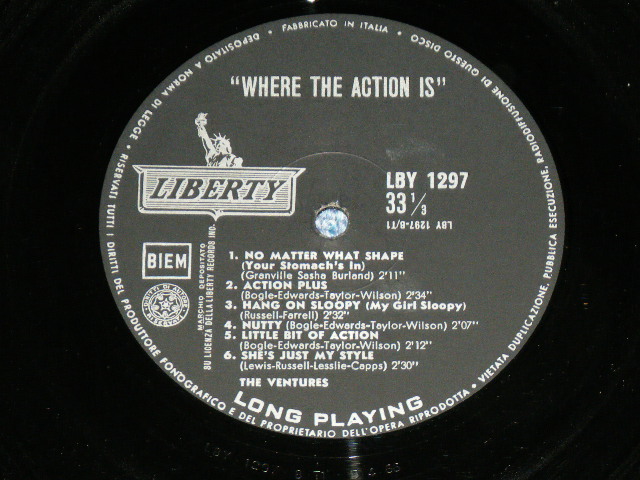 "WHERE THE ACTION IS"
LIBERTY
LBY 1297
33 1/3
LBY 1297-B/11
BIEM
MARCHIO DEPOSITATO
SU LICENZA DELLA LIBERTY RECORDS INC.
1. NO MATTER WHAT SHAPE
(Your Stomach's In)
(Granville Sasha Burland) 2'11"
2. ACTION PLUS
(Bogle-Edwards-Taylor-Wilson) 2'34"
3. HANG ON SLOOPY (My Girl Sloopy)
(Russell-Farrell) 2'32"
4. NUTTY (Bogle-Edwards-Taylor-Wilson) 2'07"
5. LITTLE BIT OF ACTION
(Bogle-Edwards-Taylor-Wilson) 2'12"
6. SHE'S JUST MY STYLE
(Lewis-Russell-Lesslie-Capps) 2'30"
THE VENTURES
LONG PLAYING
FABBRICATO IN ITALIA • RISERVATI TUTTI I DIRITTI DEL PRODUTTORE FONOGRAFICO E DEL PROPRIETARIO DELL'OPERA RIPRODOTTA • VIETATA DUPLICAZIONE, PUBBLICA ESECUZIONE, RADIODIFFUSIONE DI QUESTO DISCO •
DEPOSITATO A NORMA DI LEGGE •